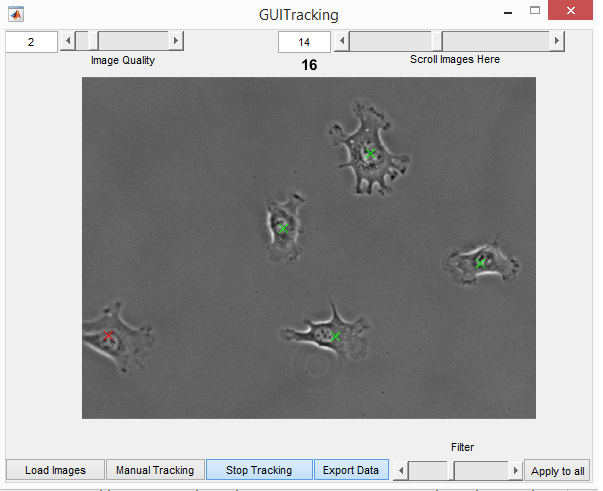 GUITracking
2
14
Image Quality
16
Scroll Images Here
Filter
Load Images
Manual Tracking
Stop Tracking
Export Data
Apply to all